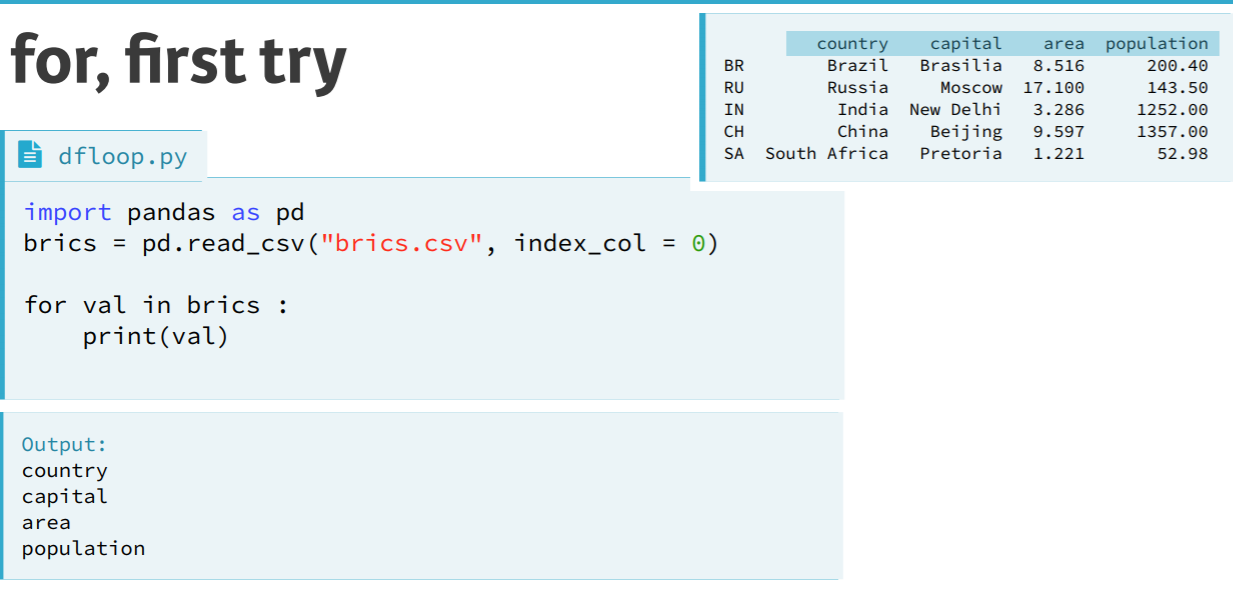 for, first try
country capital area population
BR Brazil Brasilia 8.516 200.40
RU Russia Moscow 17.100 143.50
IN India New Delhi 3.286 1252.00
CH China Beijing 9.597 1357.00
SA South Africa Pretoria 1.221 52.98
dfloop.py
import pandas as pd
brics = pd.read_csv("brics.csv", index_col = 0)
for val in brics :
    print(val)
Output:
country
capital
area
population